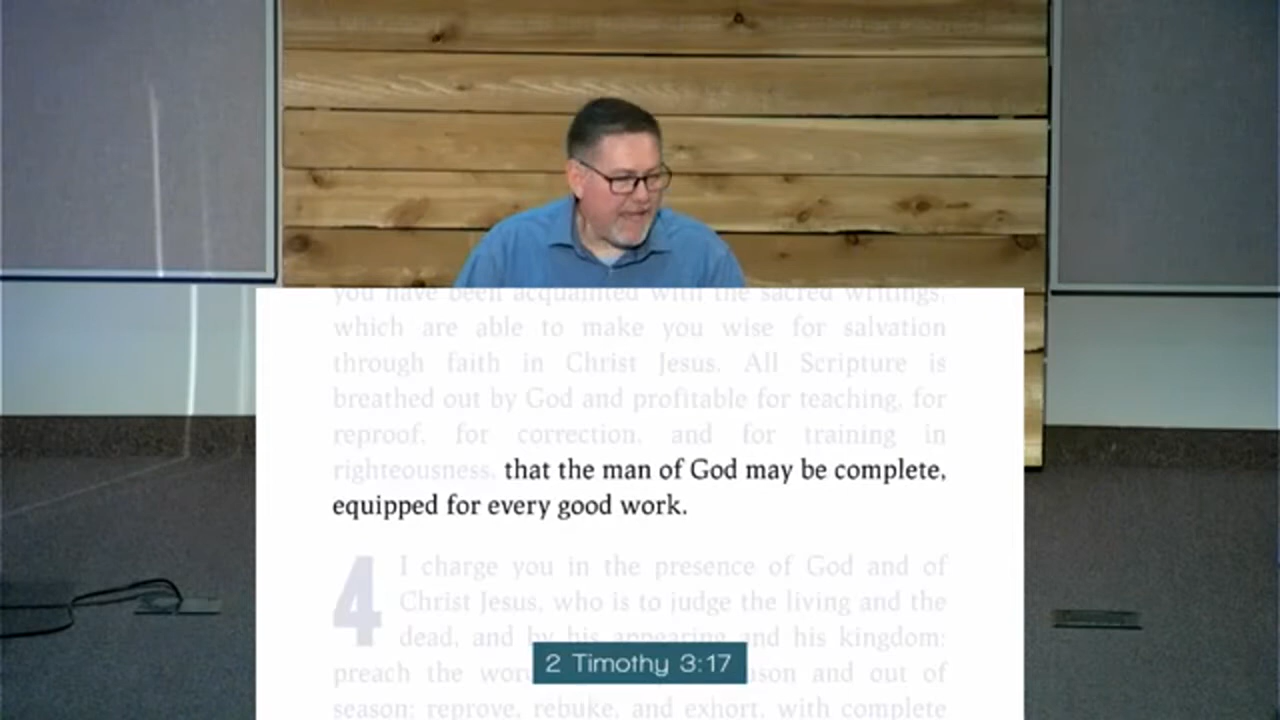 you have been acquainted with the sacred writings,
which are able to make you wise for salvation
through faith in Christ Jesus. All Scripture is
breathed out by God and profitable for teaching, for
reproof, for correction, and for training in
righteousness, that the man of God may be complete,
equipped for every good work.
4 I charge you in the presence of God and of
Christ Jesus, who is to judge the living and the
dead, and by his appearing and his kingdom:
preach the and out of
season; reprove, rebuke, and exhort, with complete
2 Timothy 3:17